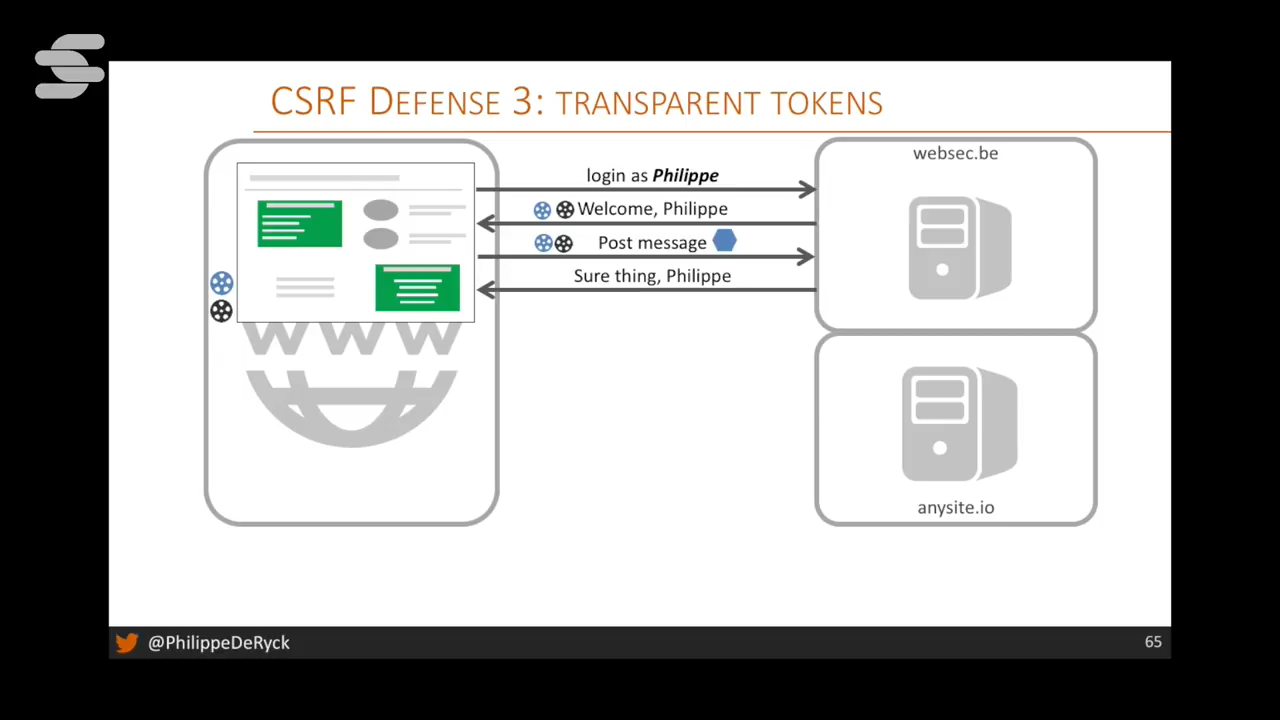 CSRF DEFENSE 3: TRANSPARENT TOKENS
websec.be
login as Philippe
Welcome, Philippe
Post message
Sure thing, Philippe
WWW
anysite.io
@PhilippeDeRyck
65